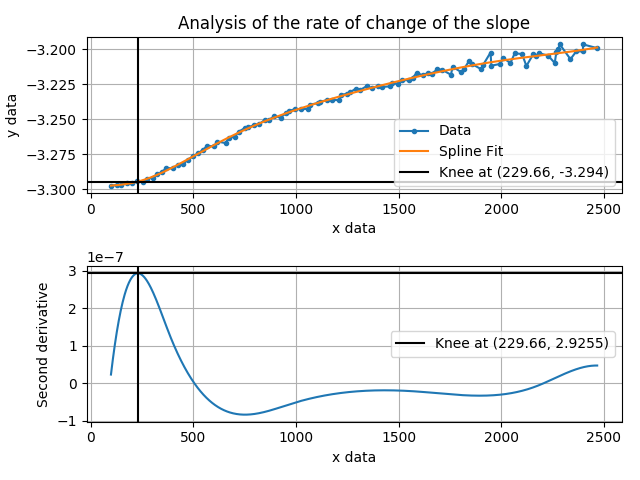 Analysis of the rate of change of the slope
−3.200
−3.225
−3.250
−3.275
−3.300
y data
Data
Spline Fit
Knee at (229.66, -3.294)
0 500 1000 1500 2000 2500
x data
1e−7
3
2
1
0
−1
Second derivative
Knee at (229.66, 2.9255)
0 500 1000 1500 2000 2500
x data